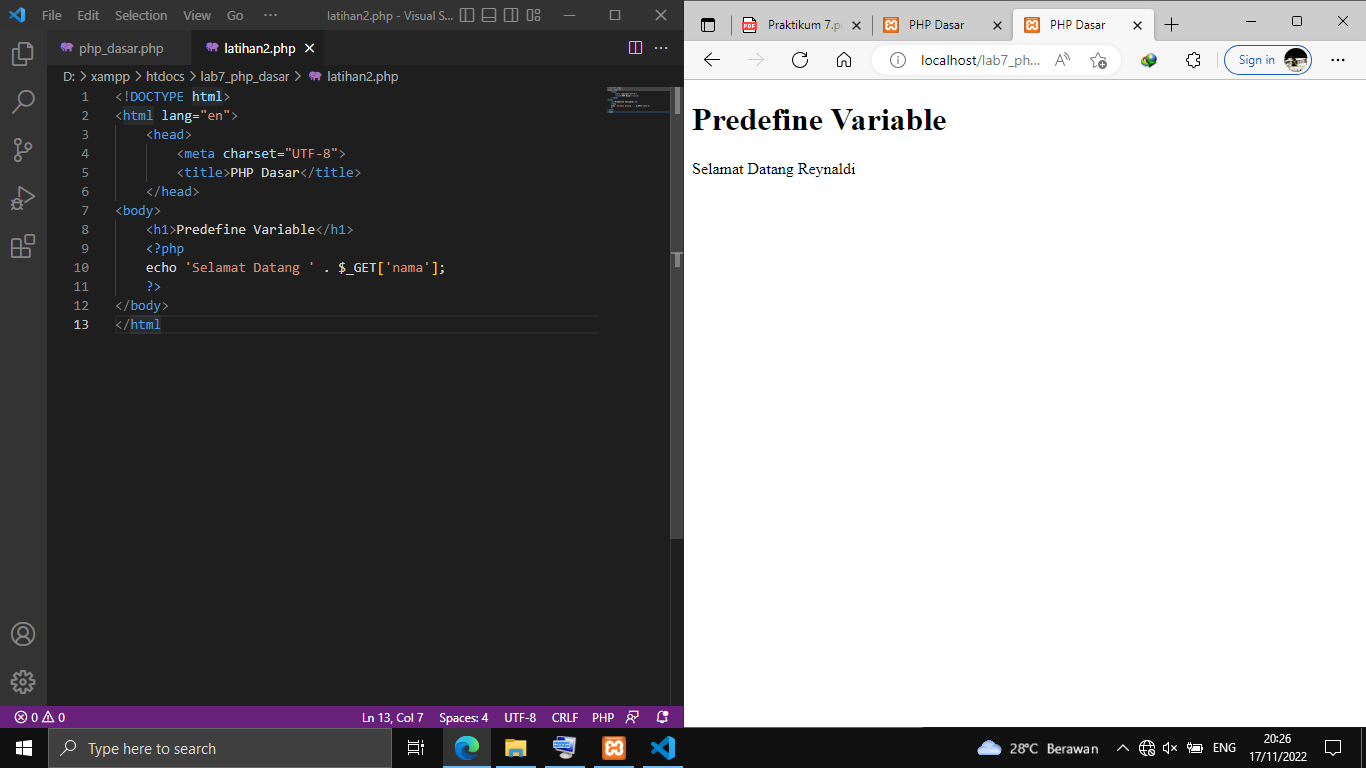 File Edit Selection View Go ··· latihan2.php - Visual S...
php_dasar.php latihan2.php
D: > xampp > htdocs > lab7_php_dasar > latihan2.php
1 <!DOCTYPE html>
2 <html lang="en">
3 <head>
4 <meta charset="UTF-8">
5 <title>PHP Dasar</title>
6 </head>
7 <body>
8 <h1>Predefine Variable</h1>
9 <?php
10 echo 'Selamat Datang ' . $_GET['nama'];
11 ?>
12 </body>
13 </html
0 0 Ln 13, Col 7 Spaces: 4 UTF-8 CRLF PHP
Praktikum 7.p PHP Dasar PHP Dasar
localhost/lab7_ph... Sign in
Predefine Variable
Selamat Datang Reynaldi
Type here to search
28°C Berawan ENG 20:26
17/11/2022